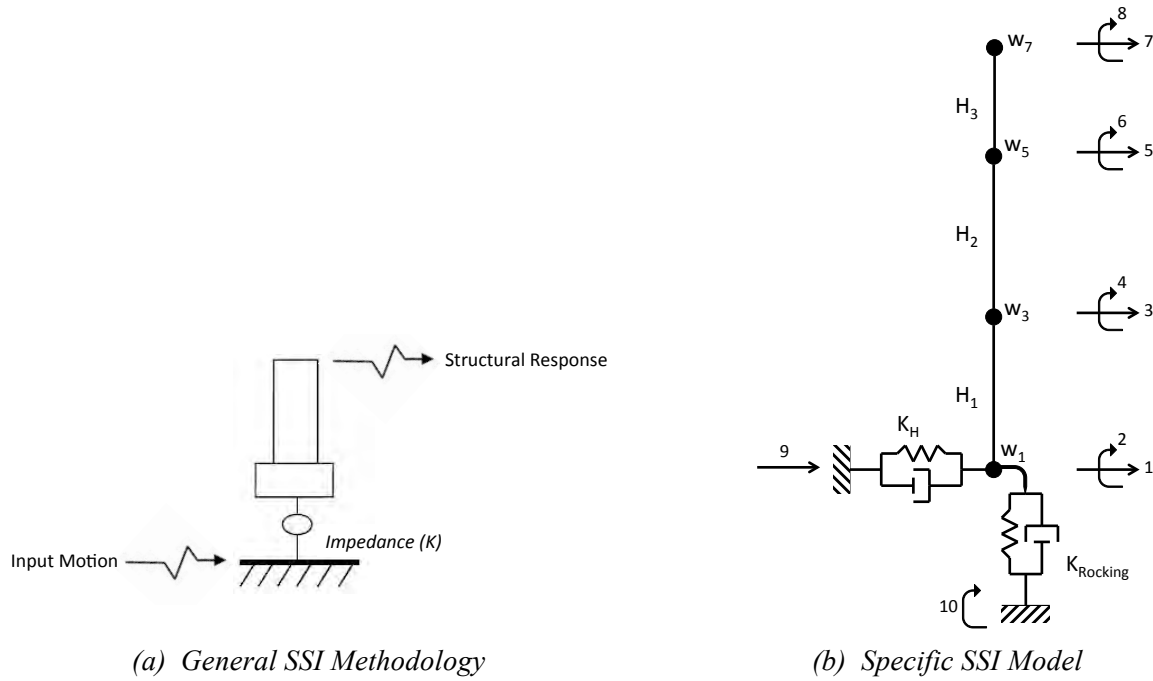 Structural Response
Impedance (K)
Input Motion
(a) General SSI Methodology
w7
8
7
H3
w5
6
5
H2
w3
4
3
H1
KH
9
w1
2
1
KRocking
10
(b) Specific SSI Model